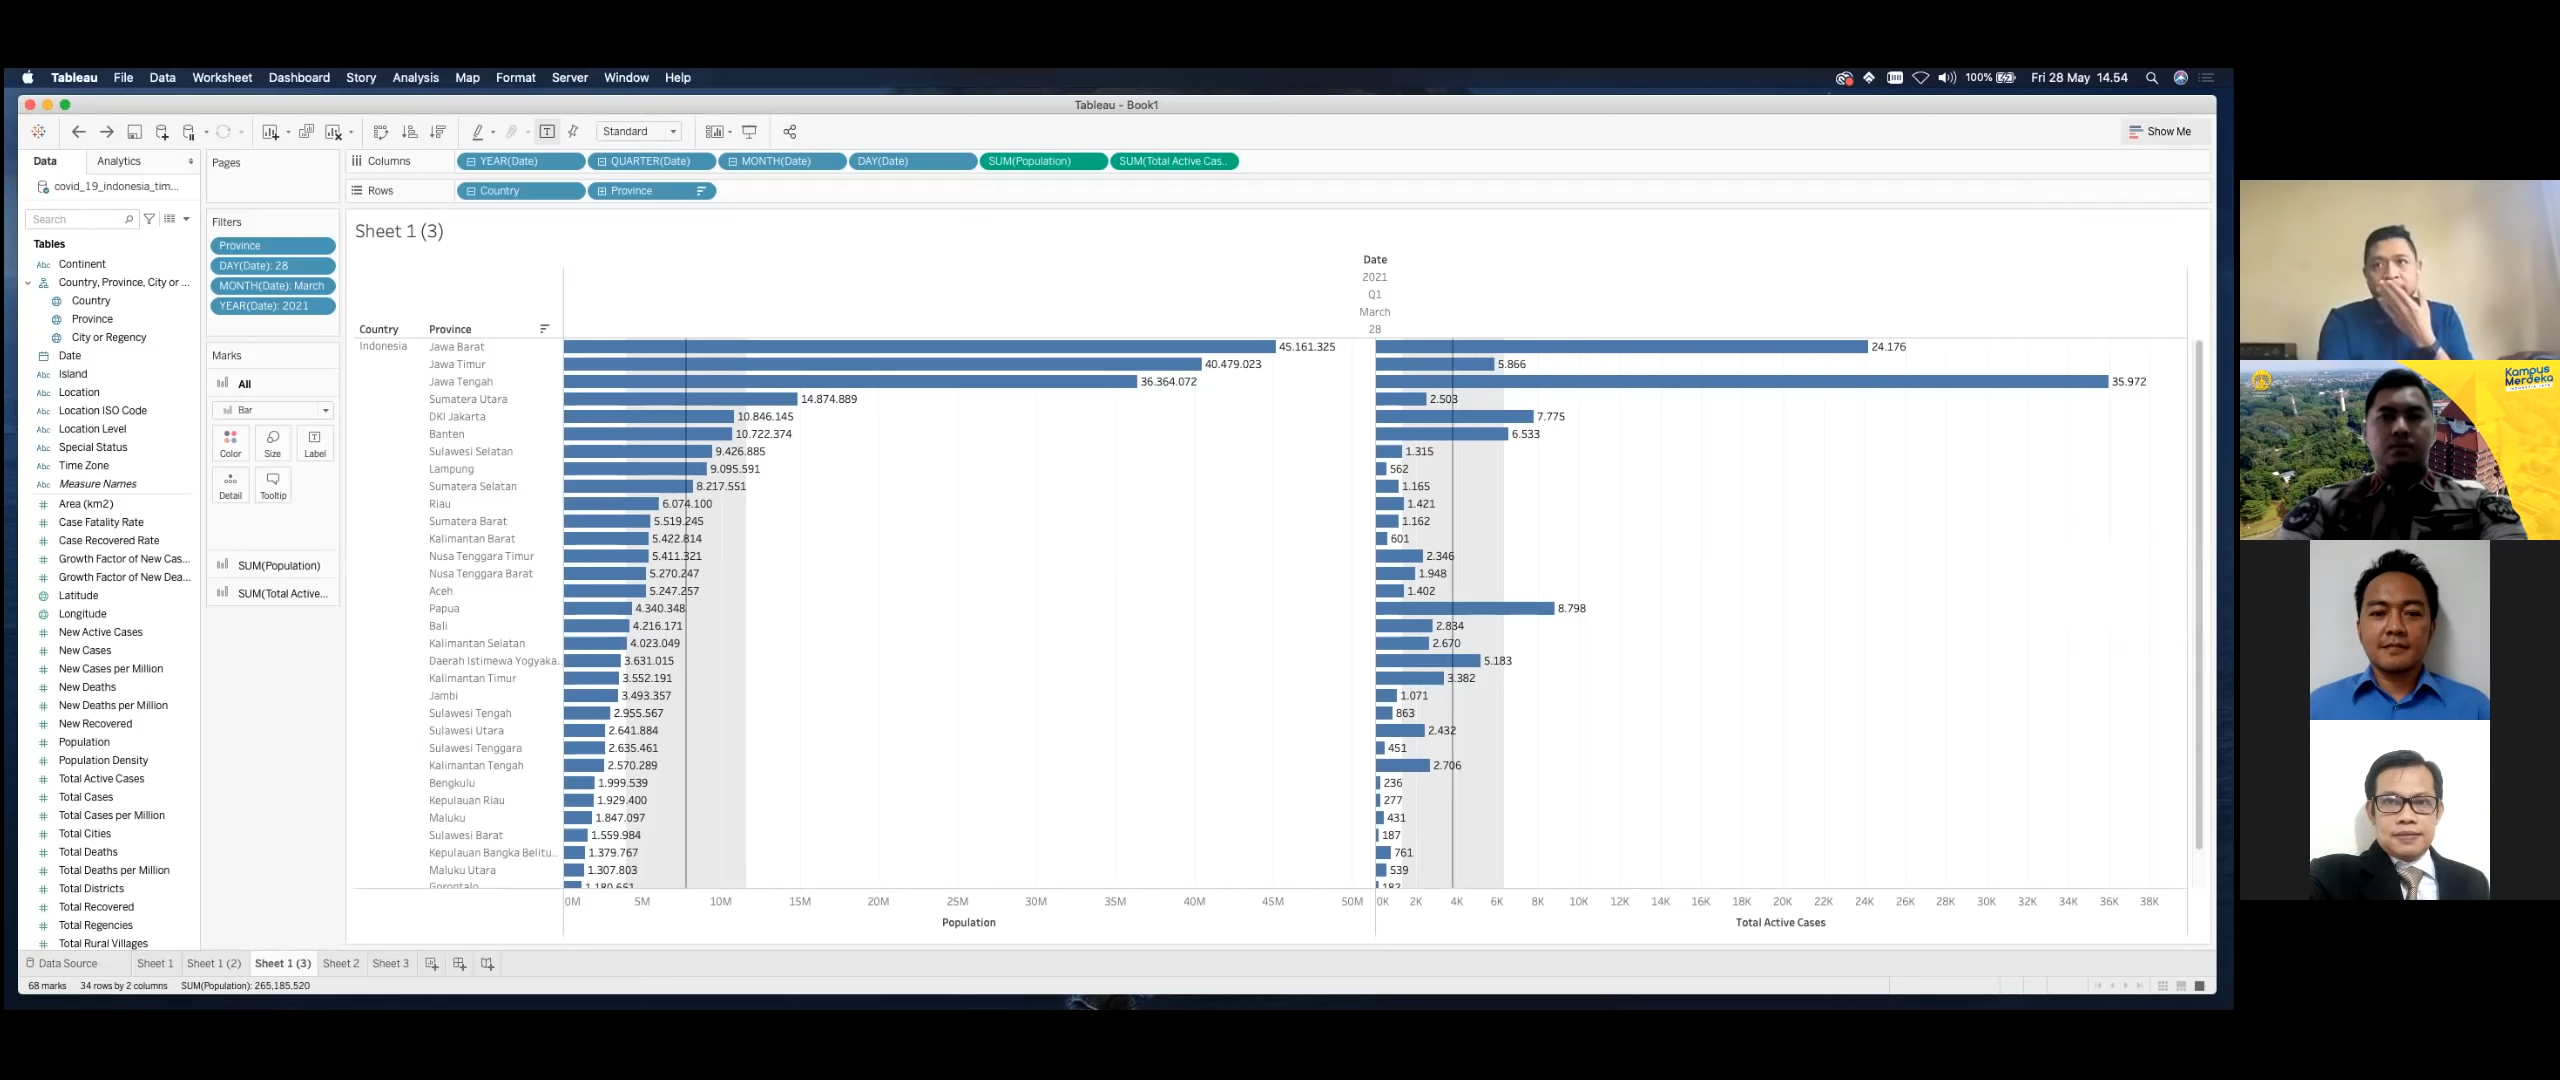 Tableau File Data Worksheet Dashboard Story Analysis Map Format Server Window Help
100% Fri 28 May 14.54
Tableau - Book1
Standard
Show Me
Data Analytics
covid_19_indonesia_tim...
Search
Tables
Abc Continent
Country, Province, City or ...
Country
Province
City or Regency
Date
Abc Island
Abc Location
Abc Location ISO Code
Abc Location Level
Abc Special Status
Abc Time Zone
Abc Measure Names
# Area (km2)
# Case Fatality Rate
# Case Recovered Rate
# Growth Factor of New Cas...
# Growth Factor of New Dea...
Latitude
Longitude
# New Active Cases
# New Cases
# New Cases per Million
# New Deaths
# New Deaths per Million
# New Recovered
# Population
# Population Density
# Total Active Cases
# Total Cases
# Total Cases per Million
# Total Cities
# Total Deaths
# Total Deaths per Million
# Total Districts
# Total Recovered
# Total Regencies
# Total Rural Villages
Pages
Filters
Province
DAY(Date): 28
MONTH(Date): March
YEAR(Date): 2021
Marks
All
Bar
Color Size Label
Detail Tooltip
SUM(Population)
SUM(Total Active...
Columns YEAR(Date) QUARTER(Date) MONTH(Date) DAY(Date) SUM(Population) SUM(Total Active Cas..
Rows Country Province
Sheet 1 (3)
Date
2021
Q1
March
28
Country Province
Indonesia Jawa Barat 45.161.325 24.176
Jawa Timur 40.479.023 5.866
Jawa Tengah 36.364.072 35.972
Sumatera Utara 14.874.889 2.503
DKI Jakarta 10.846.145 7.775
Banten 10.722.374 6.533
Sulawesi Selatan 9.426.885 1.315
Lampung 9.095.591 562
Sumatera Selatan 8.217.551 1.165
Riau 6.074.100 1.421
Sumatera Barat 5.519.245 1.162
Kalimantan Barat 5.422.814 601
Nusa Tenggara Timur 5.411.321 2.346
Nusa Tenggara Barat 5.270.247 1.948
Aceh 5.247.257 1.402
Papua 4.340.348 8.798
Bali 4.216.171 2.834
Kalimantan Selatan 4.023.049 2.670
Daerah Istimewa Yogyaka.. 3.631.015 5.183
Kalimantan Timur 3.552.191 3.382
Jambi 3.493.357 1.071
Sulawesi Tengah 2.955.567 863
Sulawesi Utara 2.641.884 2.432
Sulawesi Tenggara 2.635.461 451
Kalimantan Tengah 2.570.289 2.706
Bengkulu 1.999.539 236
Kepulauan Riau 1.929.400 277
Maluku 1.847.097 431
Sulawesi Barat 1.559.984 187
Kepulauan Bangka Belitu.. 1.379.767 761
Maluku Utara 1.307.803 539
Gorontalo 1.180.651 182
0M 5M 10M 15M 20M 25M 30M 35M 40M 45M 50M 0K 2K 4K 6K 8K 10K 12K 14K 16K 18K 20K 22K 24K 26K 28K 30K 32K 34K 36K 38K
Population Total Active Cases
Data Source Sheet 1 Sheet 1 (2) Sheet 1 (3) Sheet 2 Sheet 3
68 marks 34 rows by 2 columns SUM(Population): 265,185,520
Kampus
Merdeka